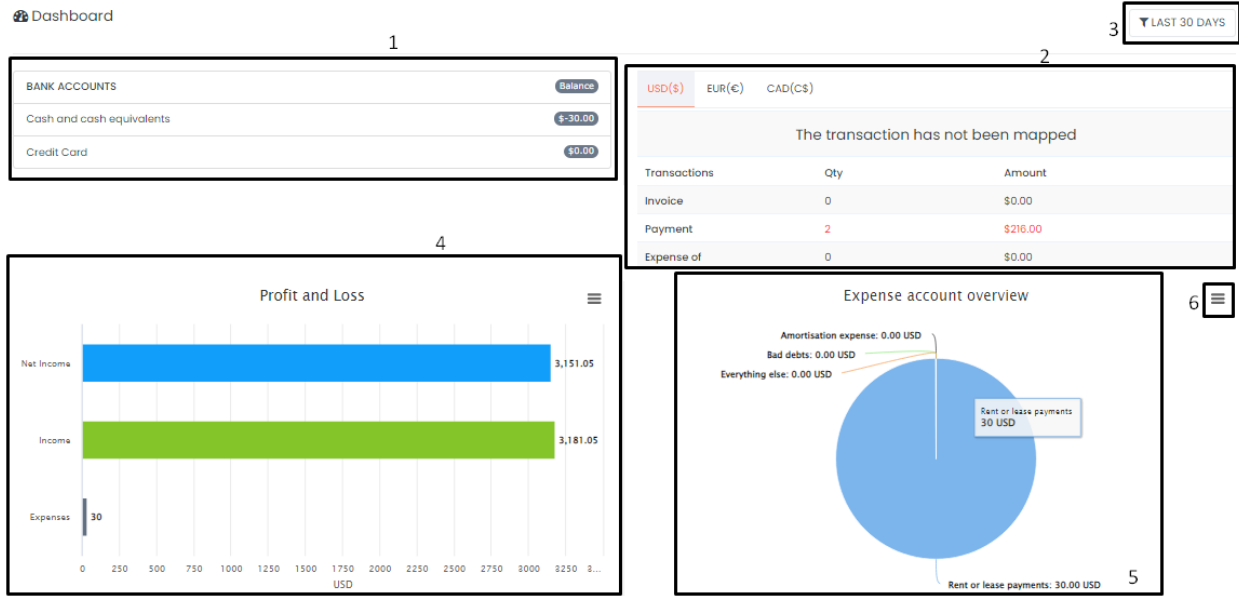 Dashboard
LAST 30 DAYS
3
1
2
BANK ACCOUNTS Balance
Cash and cash equivalents $-30.00
Credit Card $0.00
USD($) EUR(€) CAD(C$)
The transaction has not been mapped
Transactions Qty Amount
Invoice 0 $0.00
Payment 2 $216.00
Expense of 0 $0.00
4
Profit and Loss
Net Income 3,151.05
Income 3,181.05
Expenses 30
0 250 500 750 1000 1250 1500 1750 2000 2250 2500 2750 3000 3250 3...
USD
Expense account overview
6
Amortisation expense: 0.00 USD
Bad debts: 0.00 USD
Everything else: 0.00 USD
Rent or lease payments
30 USD
Rent or lease payments: 30.00 USD
5